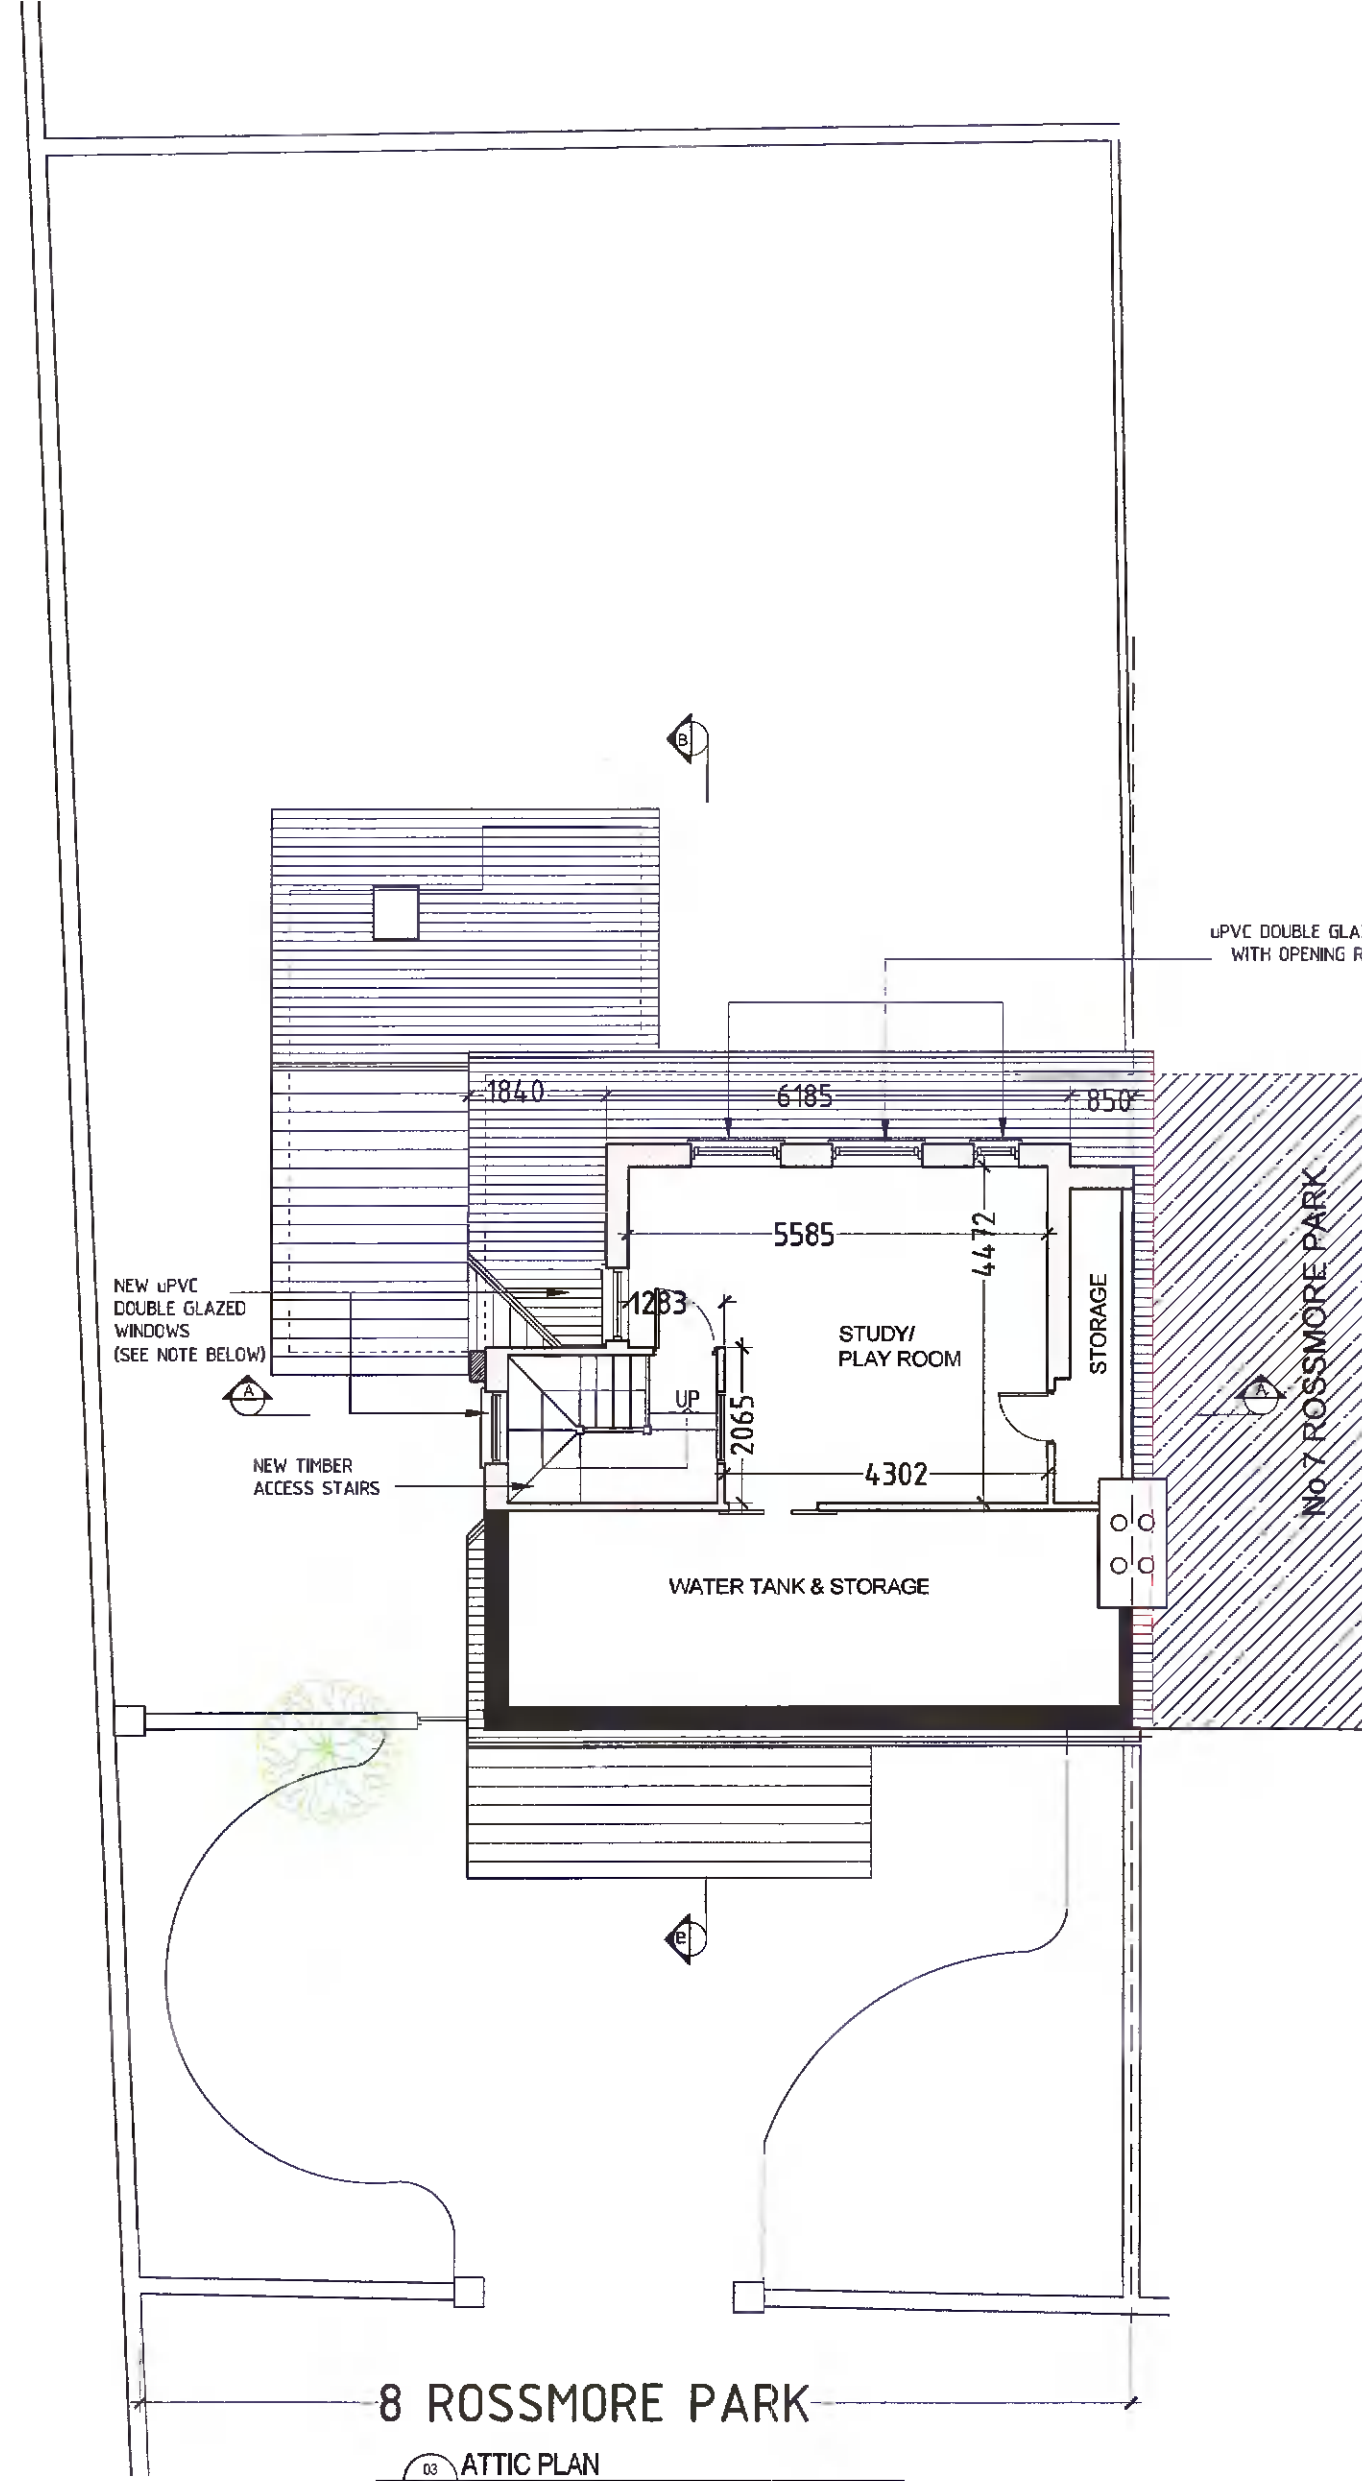 B
uPVC DOUBLE GLA
WITH OPENING R
1840
6185
850
5585
4472
NEW uPVC
DOUBLE GLAZED
WINDOWS
(SEE NOTE BELOW)
1283
STUDY/
PLAY ROOM
STORAGE
No 7 ROSSMORE PARK
A
A
UP
2065
4302
NEW TIMBER
ACCESS STAIRS
WATER TANK & STORAGE
8 ROSSMORE PARK
03 ATTIC PLAN